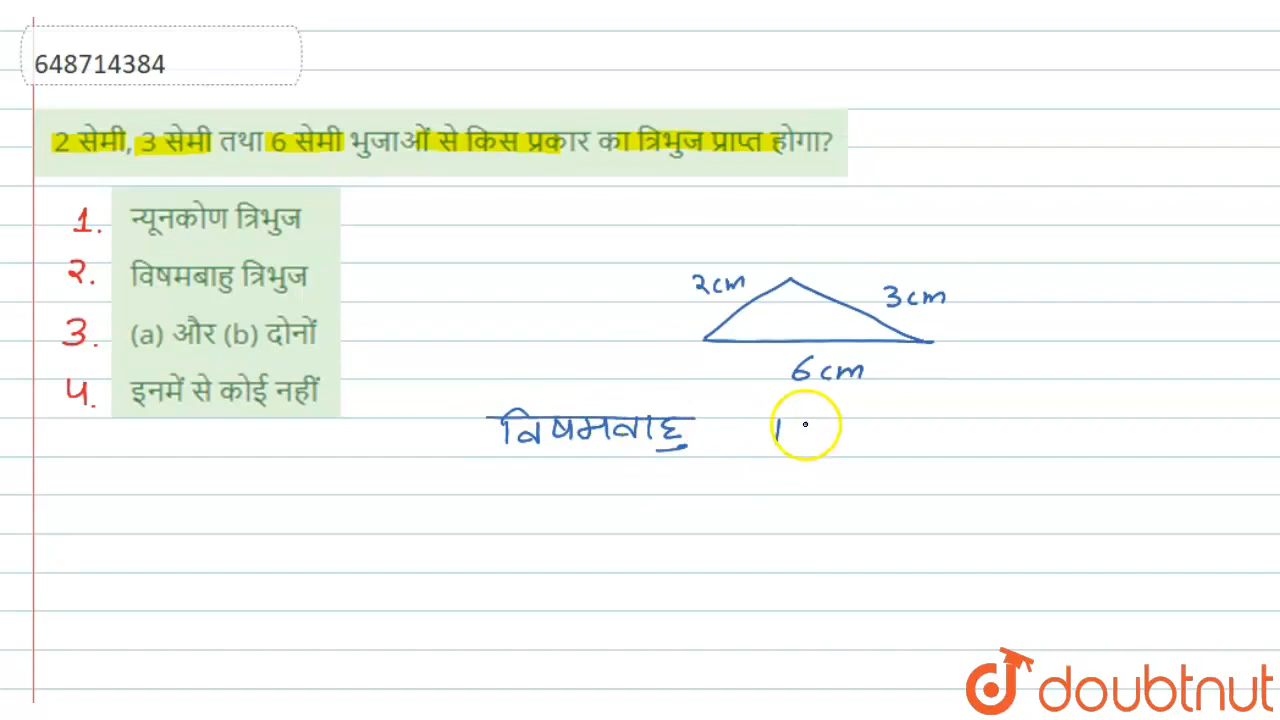 648714384
2 सेमी, 3 सेमी तथा 6 सेमी भुजाओं से किस प्रकार का त्रिभुज प्राप्त होगा?
1. न्यूनकोण त्रिभुज
2. विषमबाहु त्रिभुज
3. (a) और (b) दोनों
4. इनमें से कोई नहीं
2cm
3cm
6cm
विषमबाहु
doubtnut